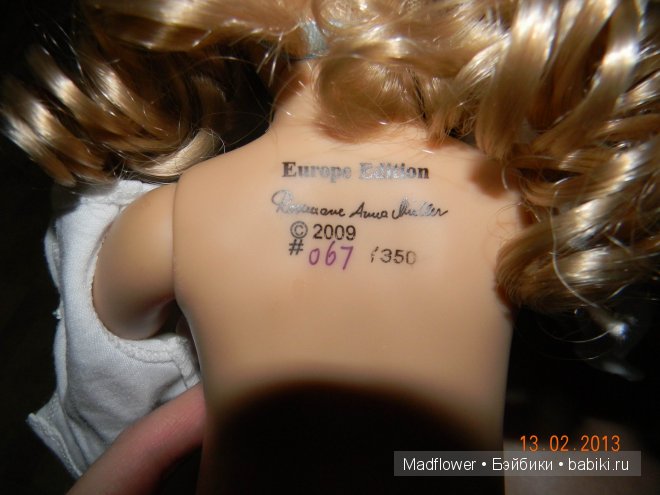 Europe Edition
Rosemarie Anna Müller
© 2009
# 067 /350
13.02.2013
Madflower • Бэйбики • babiki.ru